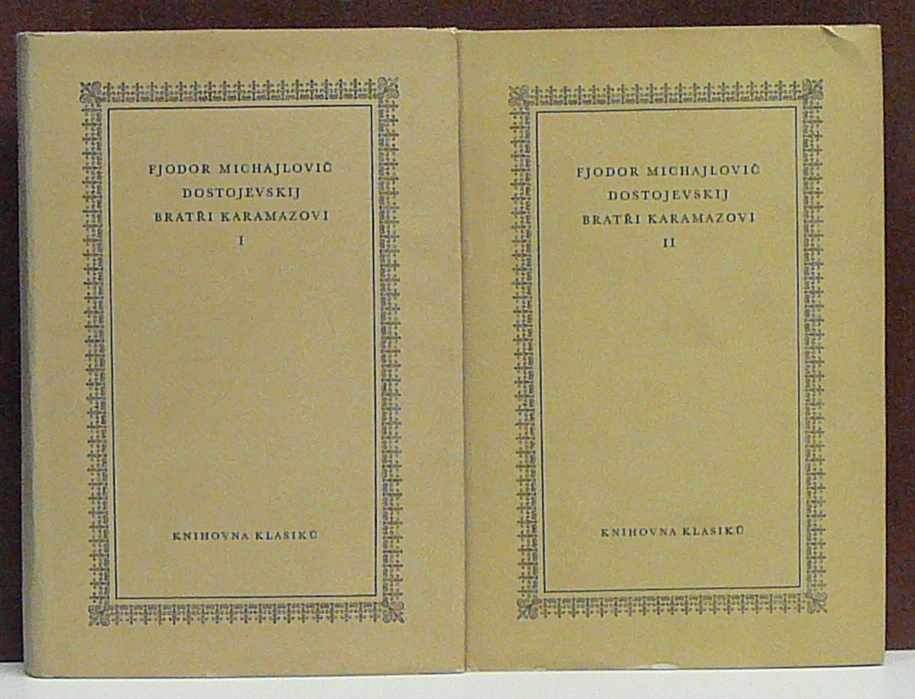 FJODOR MICHAJLOVIČ
DOSTOJEVSKIJ
BRATŘI KARAMAZOVI
I
KNIHOVNA KLASIKŮ
FJODOR MICHAJLOVIČ
DOSTOJEVSKIJ
BRATŘI KARAMAZOVI
II
KNIHOVNA KLASIKŮ